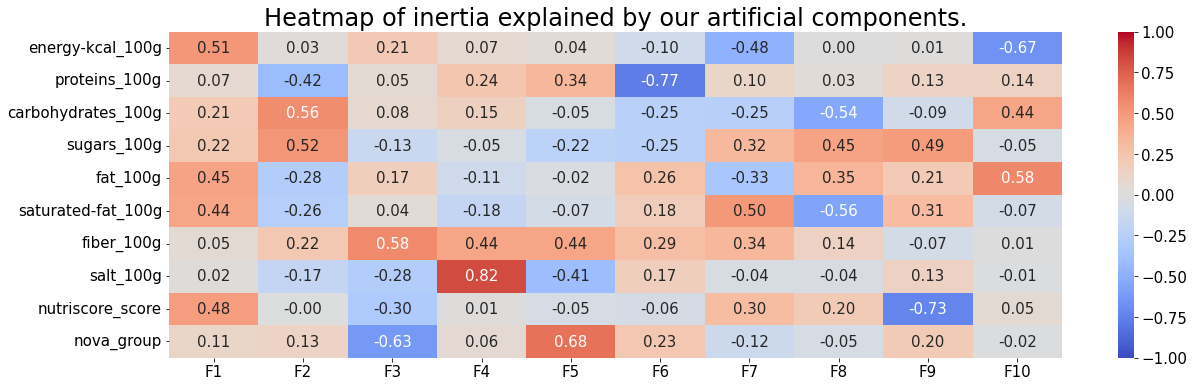 Heatmap of inertia explained by our artificial components.
energy-kcal_100g 0.51 0.03 0.21 0.07 0.04 -0.10 -0.48 0.00 0.01 -0.67
proteins_100g 0.07 -0.42 0.05 0.24 0.34 -0.77 0.10 0.03 0.13 0.14
carbohydrates_100g 0.21 0.56 0.08 0.15 -0.05 -0.25 -0.25 -0.54 -0.09 0.44
sugars_100g 0.22 0.52 -0.13 -0.05 -0.22 -0.25 0.32 0.45 0.49 -0.05
fat_100g 0.45 -0.28 0.17 -0.11 -0.02 0.26 -0.33 0.35 0.21 0.58
saturated-fat_100g 0.44 -0.26 0.04 -0.18 -0.07 0.18 0.50 -0.56 0.31 -0.07
fiber_100g 0.05 0.22 0.58 0.44 0.44 0.29 0.34 0.14 -0.07 0.01
salt_100g 0.02 -0.17 -0.28 0.82 -0.41 0.17 -0.04 -0.04 0.13 -0.01
nutriscore_score 0.48 -0.00 -0.30 0.01 -0.05 -0.06 0.30 0.20 -0.73 0.05
nova_group 0.11 0.13 -0.63 0.06 0.68 0.23 -0.12 -0.05 0.20 -0.02
F1 F2 F3 F4 F5 F6 F7 F8 F9 F10
1.00
0.75
0.50
0.25
0.00
−0.25
−0.50
−0.75
−1.00